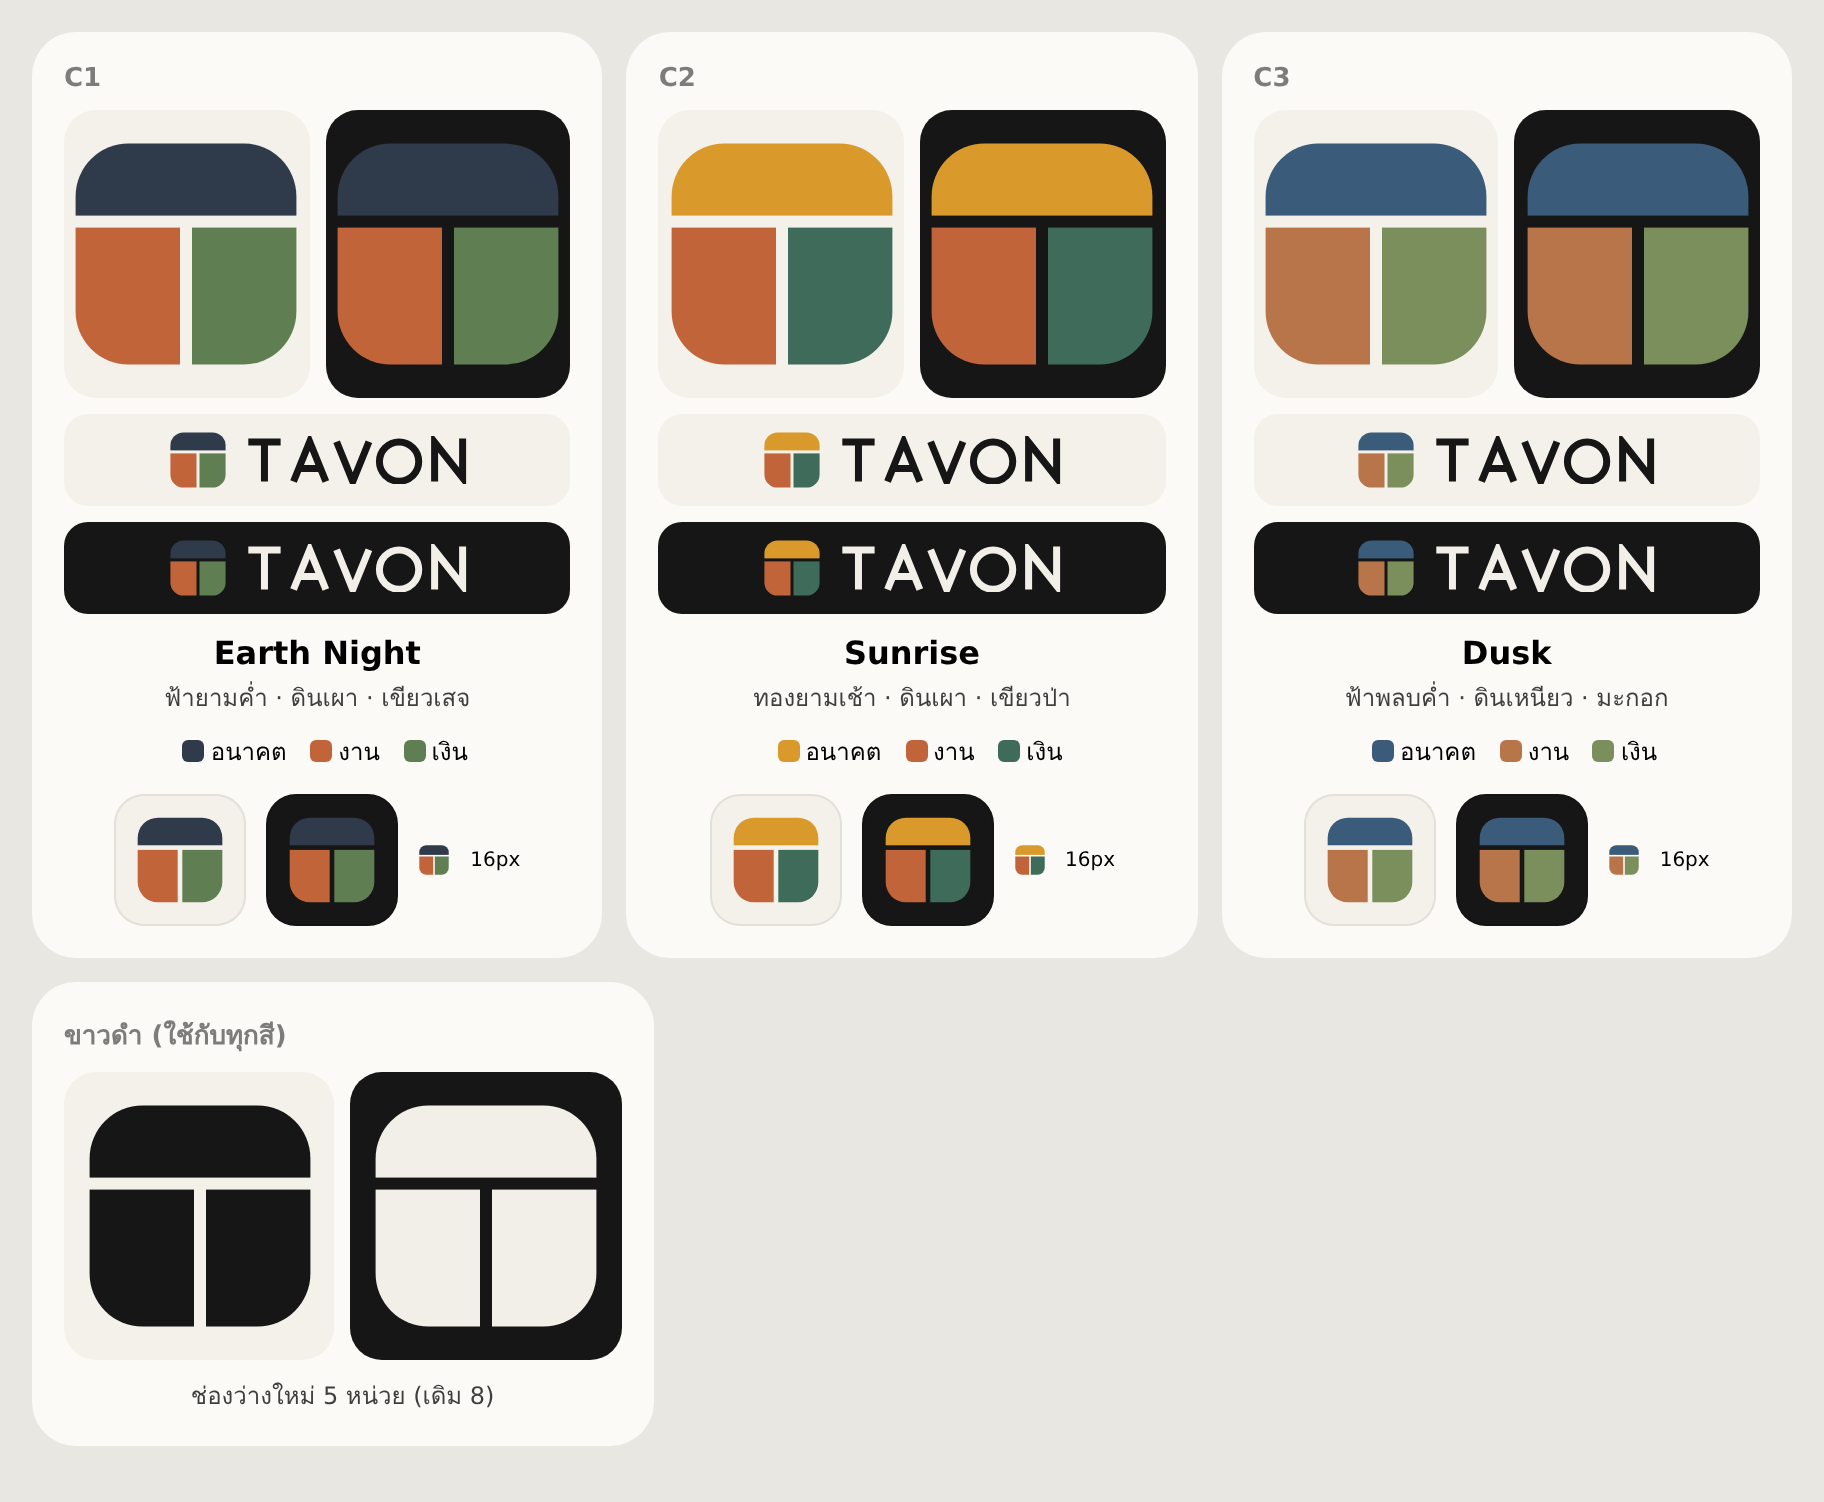 C1
TAVON
TAVON
Earth Night
ฟ้ายามค่ำ · ดินเผา · เขียวเสจ
อนาคต งาน เงิน
16px
C2
TAVON
TAVON
Sunrise
ทองยามเช้า · ดินเผา · เขียวป่า
อนาคต งาน เงิน
16px
C3
TAVON
TAVON
Dusk
ฟ้าพลบค่ำ · ดินเหนียว · มะกอก
อนาคต งาน เงิน
16px
ขาวดำ (ใช้กับทุกสี)
ช่องว่างใหม่ 5 หน่วย (เดิม 8)